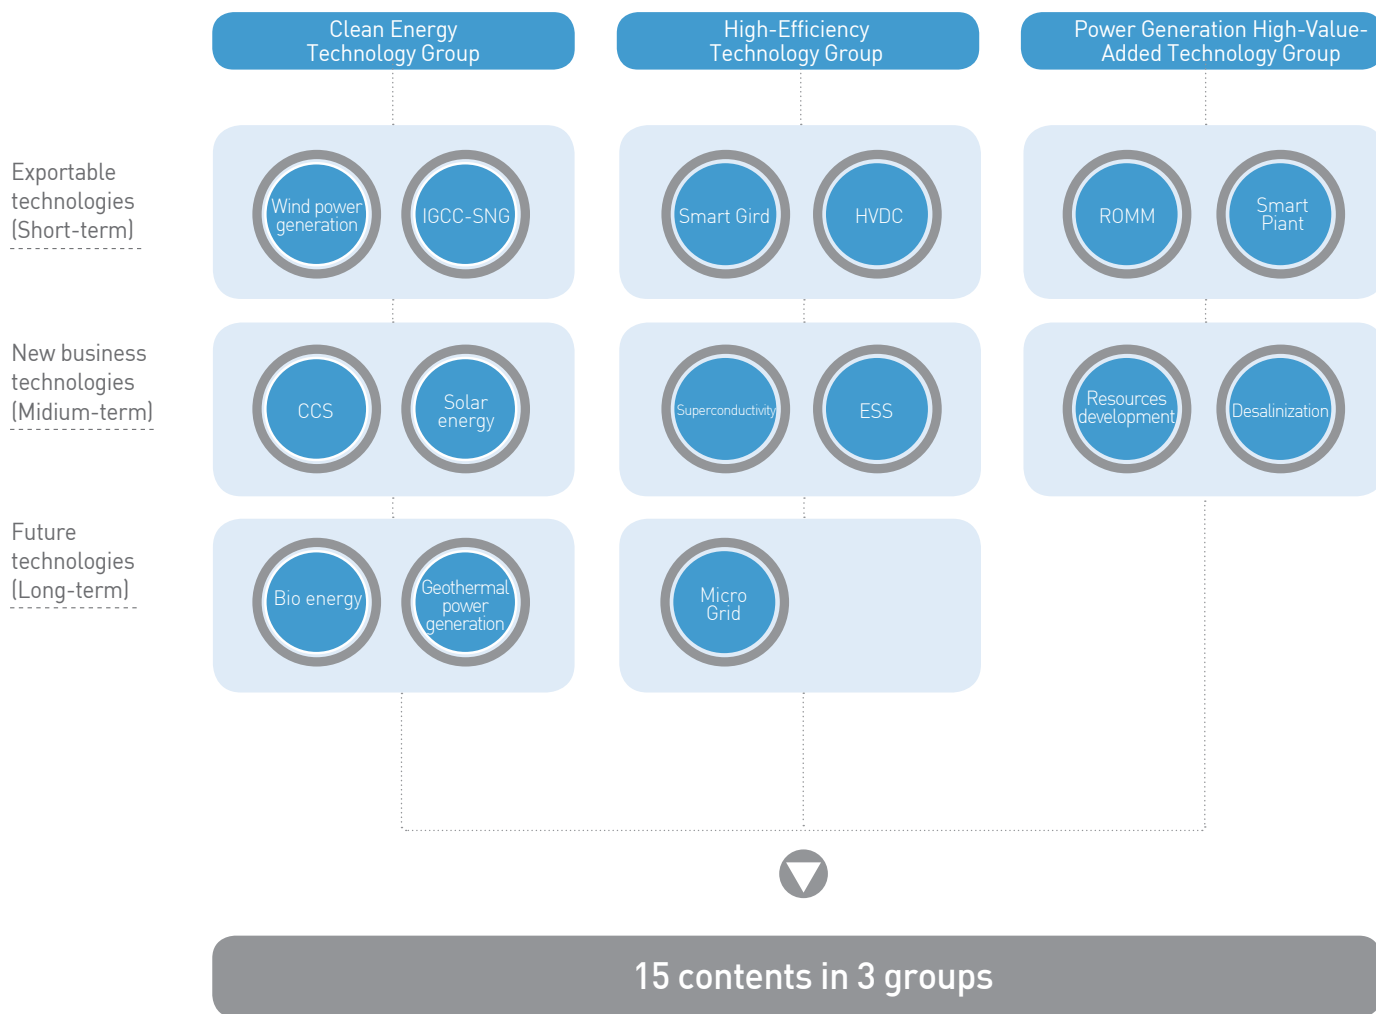 Clean Energy
Technology Group
High-Efficiency
Technology Group
Power Generation High-Value-
Added Technology Group
Exportable
technologies
(Short-term)
Wind power
generation
IGCC-SNG
Smart Gird
HVDC
ROMM
Smart
Piant
New business
technologies
(Midium-term)
CCS
Solar
energy
Superconductivity
ESS
Resources
development
Desalinization
Future
technologies
(Long-term)
Bio energy
Geothermal
power
generation
Micro
Grid
15 contents in 3 groups